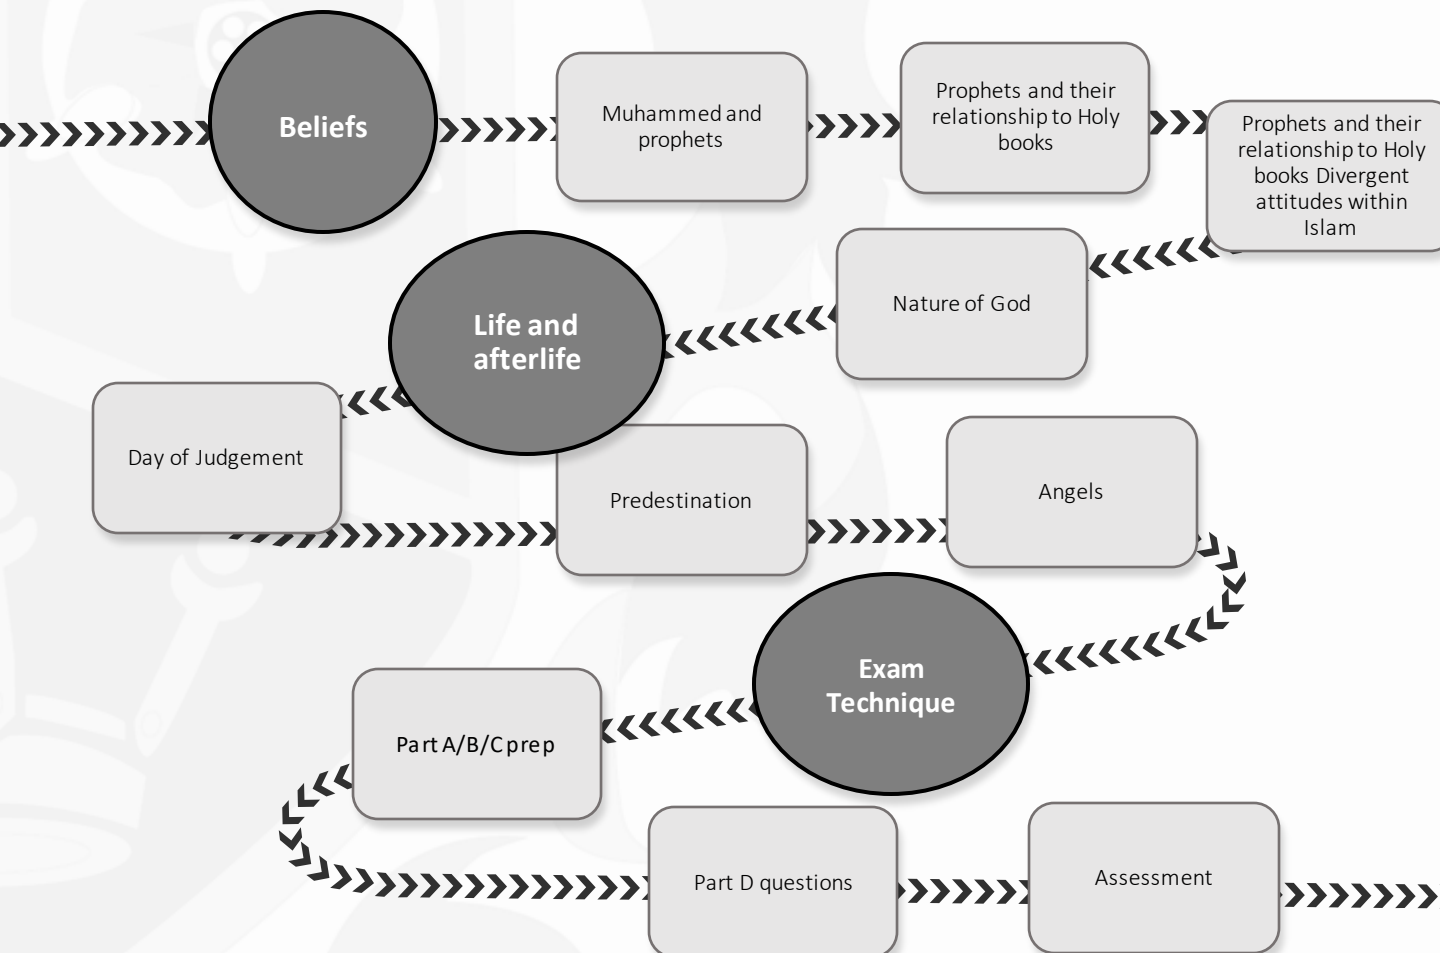 Beliefs
Muhammed and
prophets
Prophets and their
relationship to Holy
books
Prophets and their
relationship to Holy
books Divergent
attitudes within
Islam
Nature of God
Life and
afterlife
Day of Judgement
Predestination
Angels
Exam
Technique
Part A/B/C prep
Part D questions
Assessment